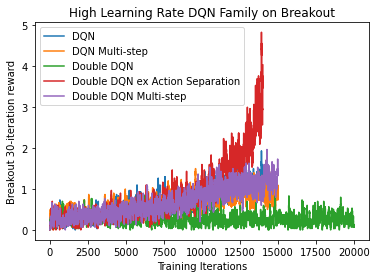 High Learning Rate DQN Family on Breakout
Breakout 30-iteration reward
5
4
3
2
1
0
DQN
DQN Multi-step
Double DQN
Double DQN ex Action Separation
Double DQN Multi-step
0 2500 5000 7500 10000 12500 15000 17500 20000
Training Iterations